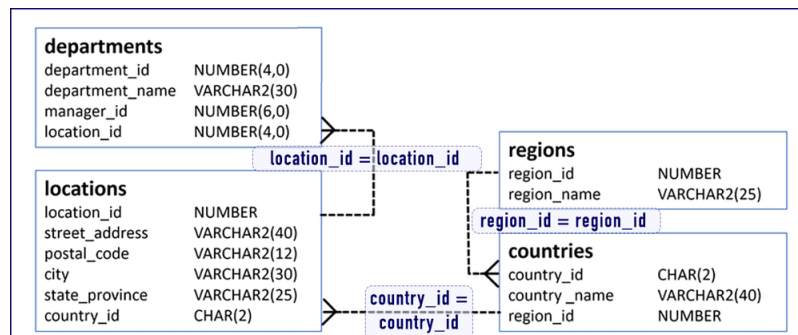 departments
department_id NUMBER(4,0)
department_name VARCHAR2(30)
manager_id NUMBER(6,0)
location_id NUMBER(4,0)
location_id = location_id
locations
location_id NUMBER
street_address VARCHAR2(40)
postal_code VARCHAR2(12)
city VARCHAR2(30)
state_province VARCHAR2(25)
country_id CHAR(2)
regions
region_id NUMBER
region_name VARCHAR2(25)
region_id = region_id
countries
country_id CHAR(2)
country _name VARCHAR2(40)
region_id NUMBER
country_id =
country_id